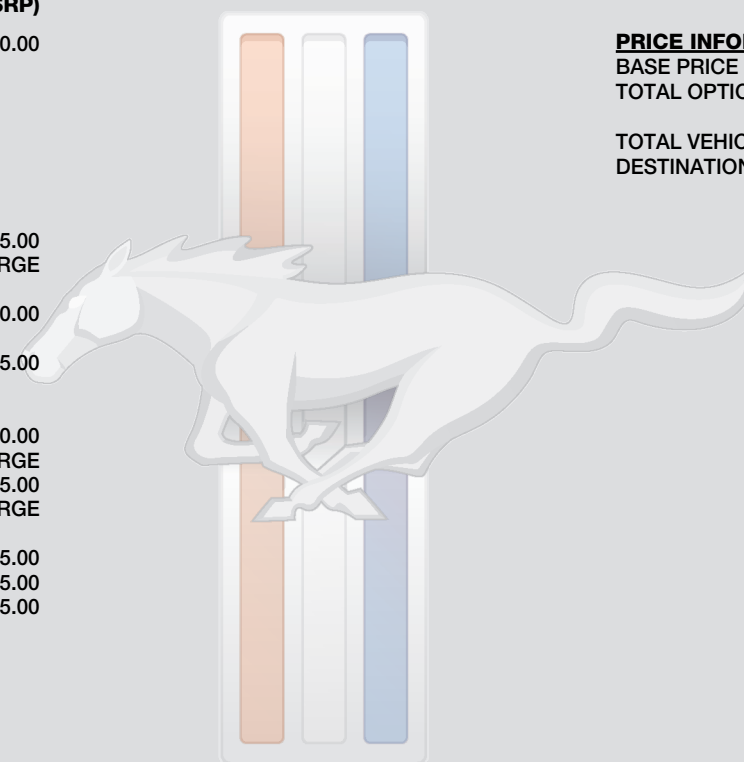 SRP)
0.00
5.00
RGE
0.00
5.00
0.00
RGE
5.00
RGE
5.00
5.00
5.00
PRICE INFO
BASE PRICE
TOTAL OPTIO
TOTAL VEHIC
DESTINATION